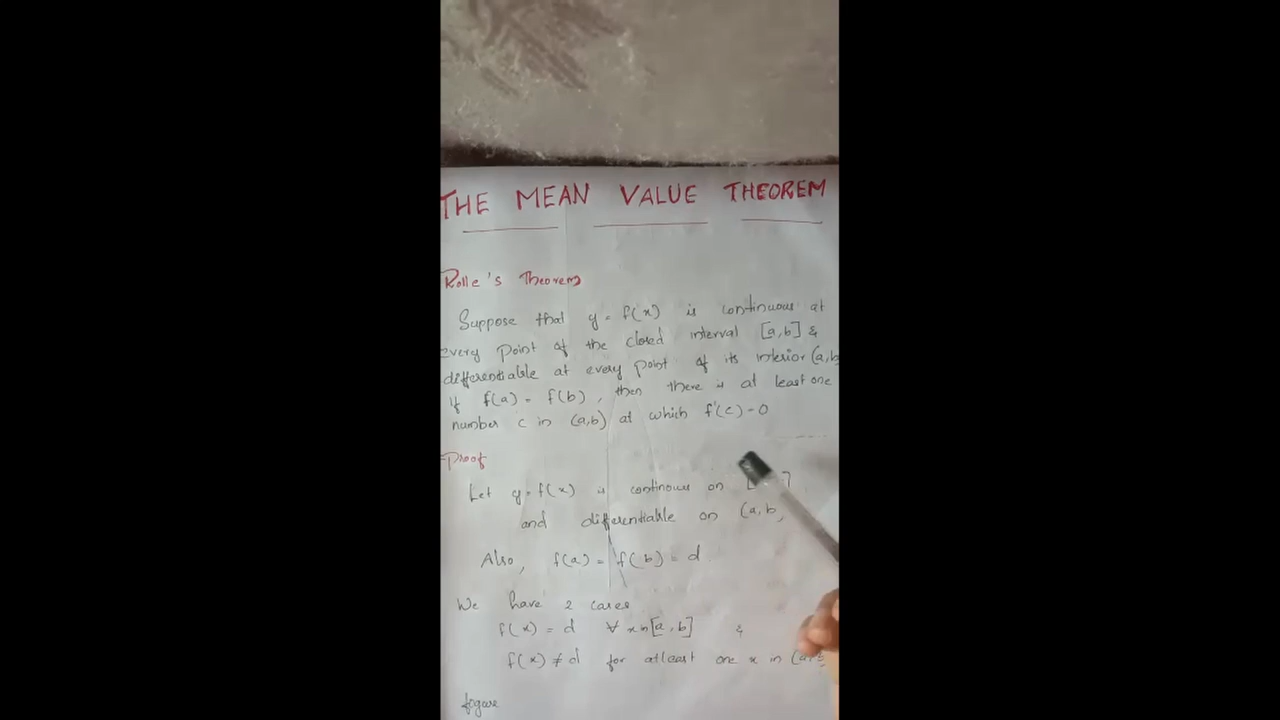 THE MEAN VALUE THEOREM
Rolle's Theorem
Suppose that y = f(x) is continuous at
every point of the closed interval [a,b] &
differentiable at every point of its interior (a,b
If f(a) = f(b), then there is at least one
number c in (a,b) at which f'(c) = 0
Proof
Let y = f(x) is continous on [
and differentiable on (a,b,
Also, f(a) = f(b) = d.
We have 2 cases
f(x) = d ∀ x in [a, b] &
f(x) ≠ d for atleast one x in (a,b
figure